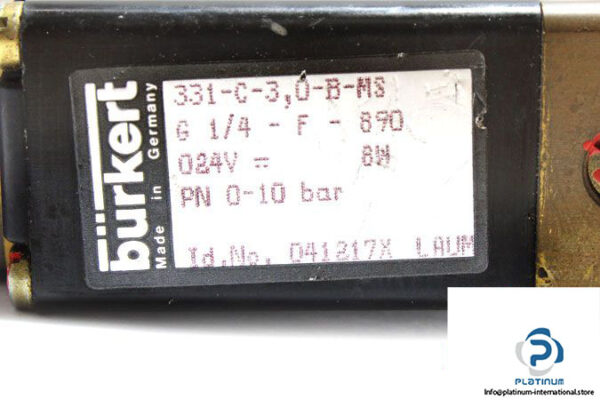 bürkert
Made in Germany
331-C-3,0-B-MS
G 1/4 - F - 890
024V = 8W
PN 0-10 bar
Id.No. 041217X LAUM
PLATINUM
Info@platinum-international.store